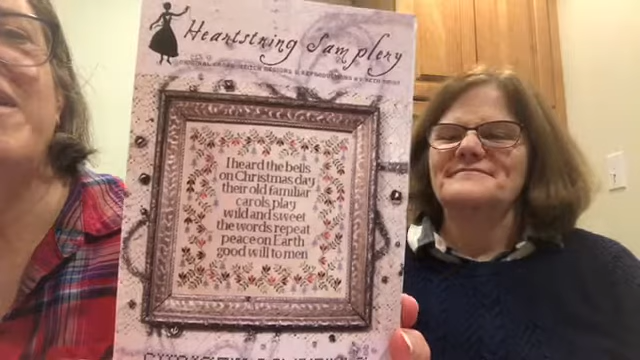 Heartstring Samplery
I heard the bells
on Christmas day
their old familiar
carols play
wild and sweet
the words repeat
peace on Earth
good will to men